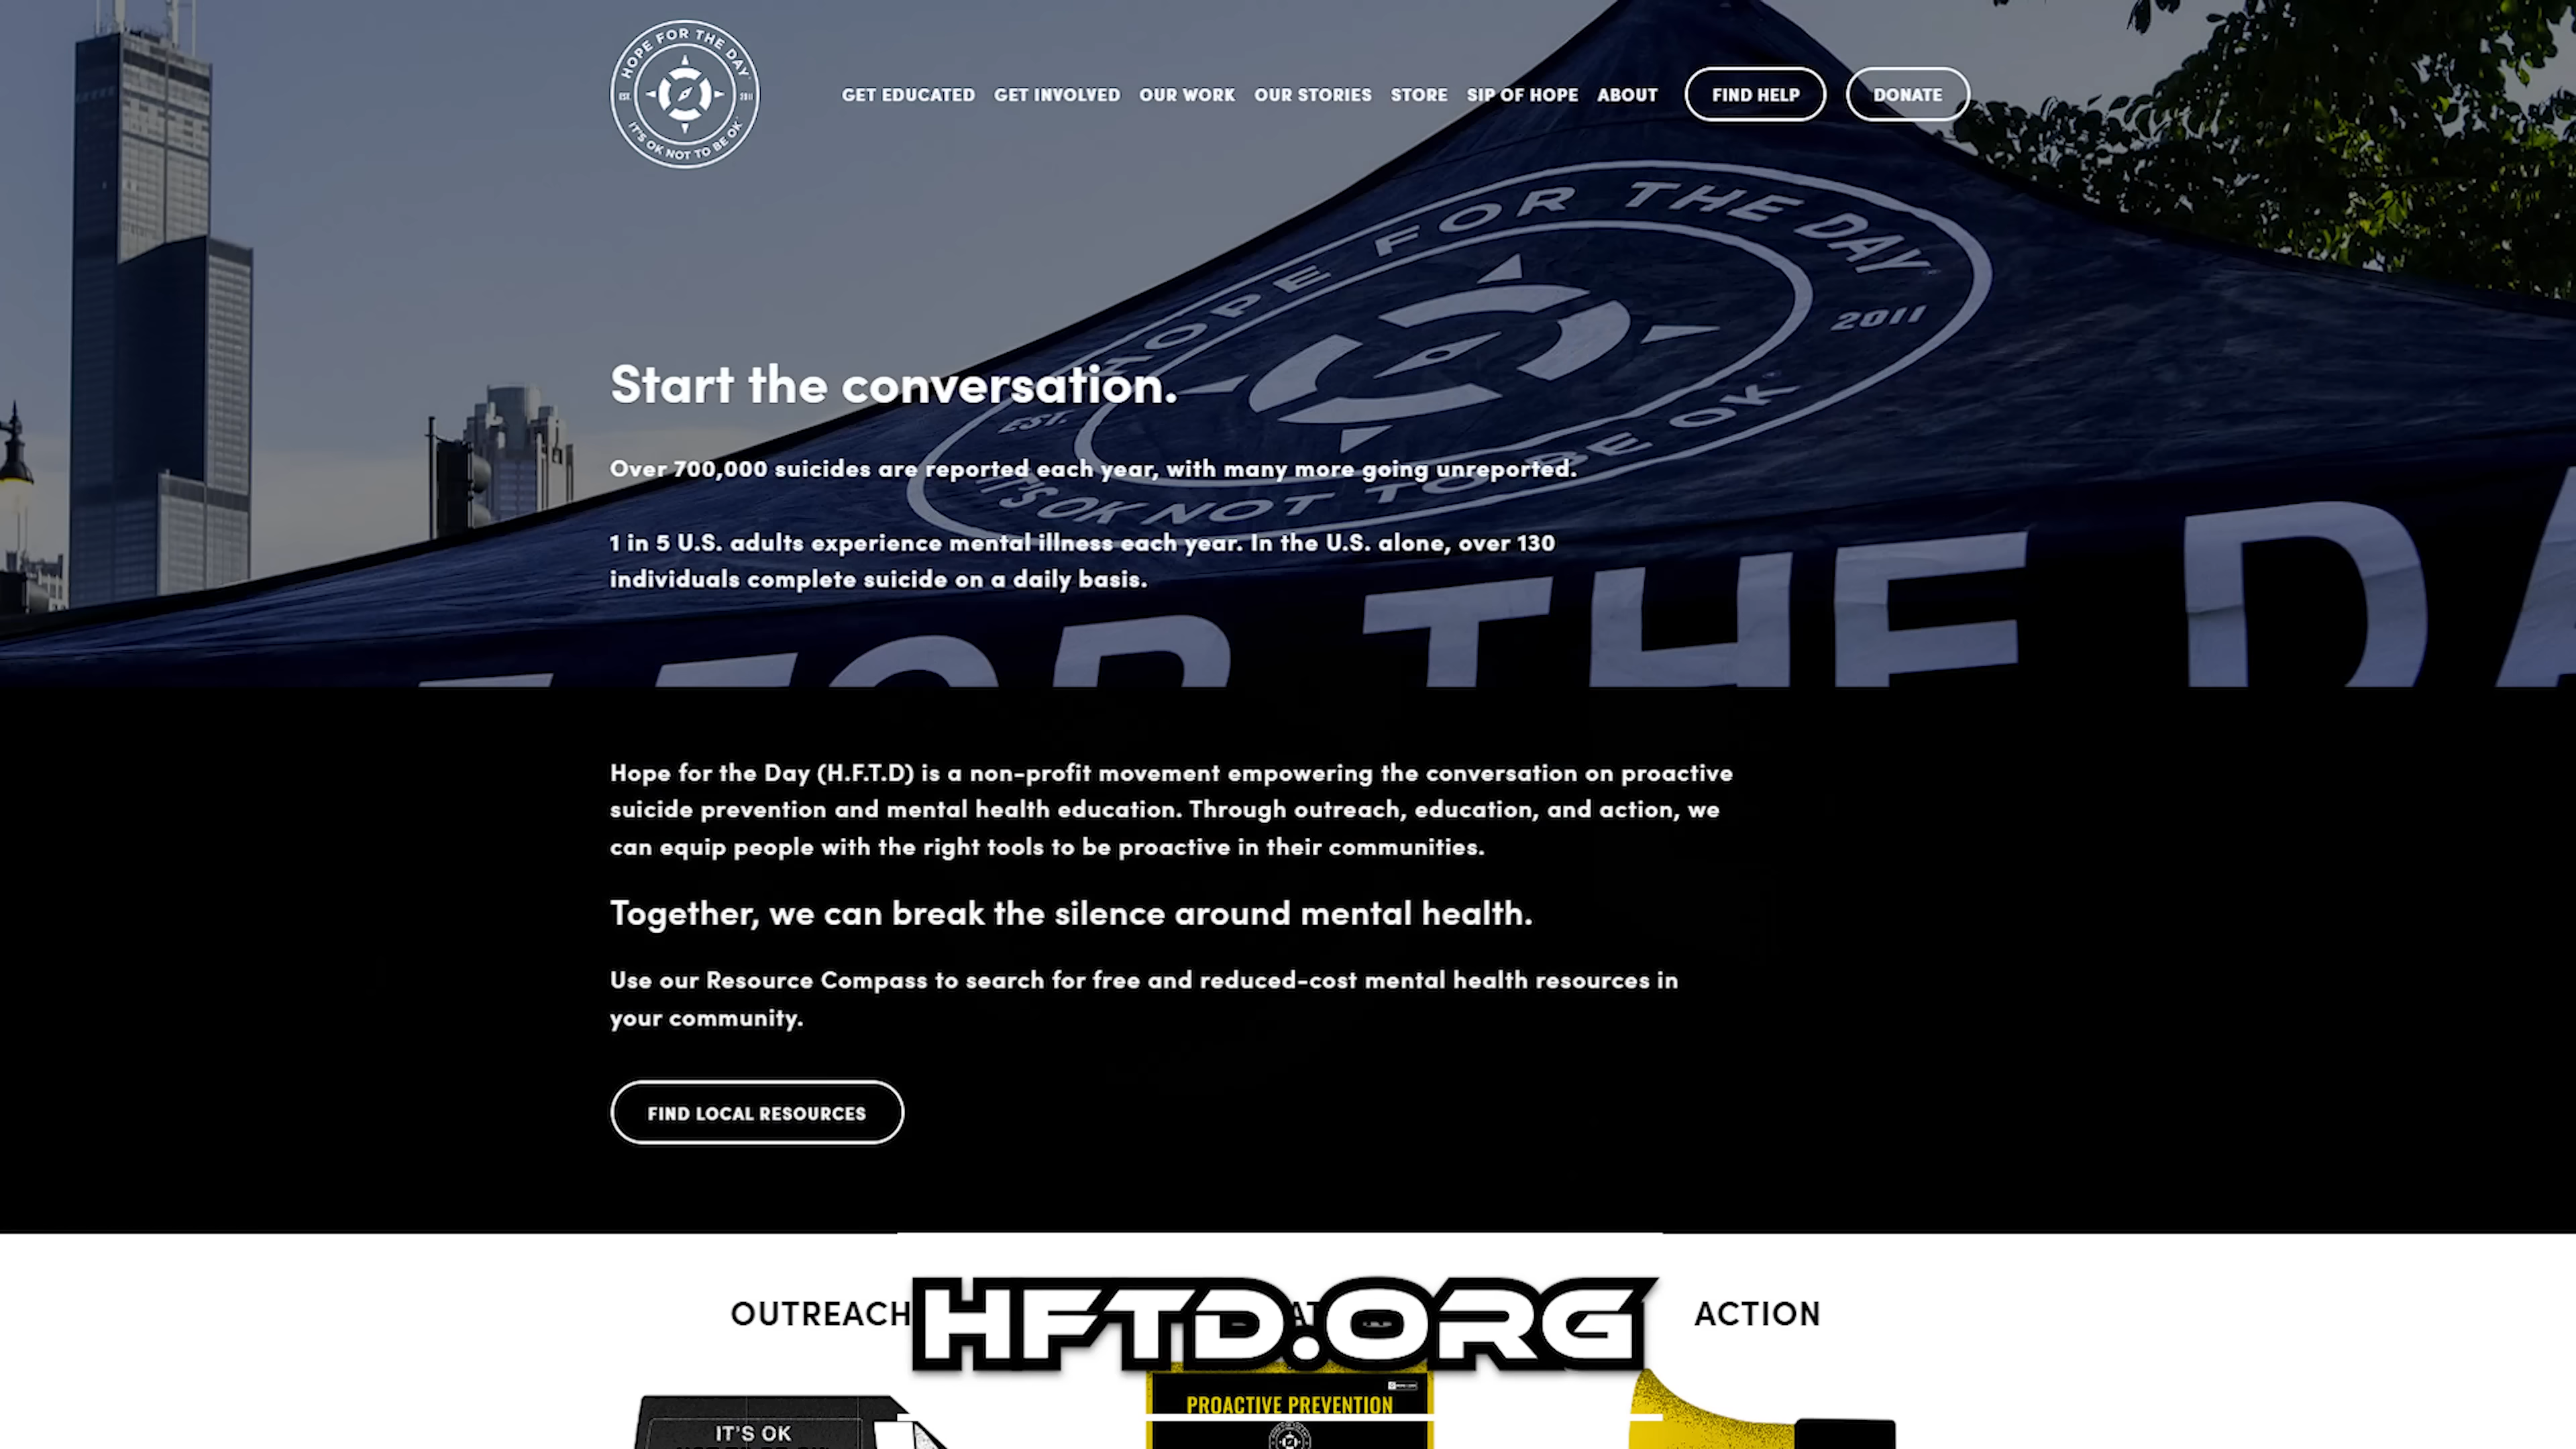 HOPE FOR THE DAY
EST. 2011
IT'S OK NOT TO BE OK
GET EDUCATED GET INVOLVED OUR WORK OUR STORIES STORE SIP OF HOPE ABOUT FIND HELP DONATE
HOPE FOR THE DAY
EST. 2011
IT'S OK NOT TO BE OK
Start the conversation.
Over 700,000 suicides are reported each year, with many more going unreported.
1 in 5 U.S. adults experience mental illness each year. In the U.S. alone, over 130
individuals complete suicide on a daily basis.
FOR THE DA
Hope for the Day (H.F.T.D) is a non-profit movement empowering the conversation on proactive
suicide prevention and mental health education. Through outreach, education, and action, we
can equip people with the right tools to be proactive in their communities.
Together, we can break the silence around mental health.
Use our Resource Compass to search for free and reduced-cost mental health resources in
your community.
FIND LOCAL RESOURCES
OUTREACH ACTION
HFTD.ORG
PROACTIVE PREVENTION
IT'S OK